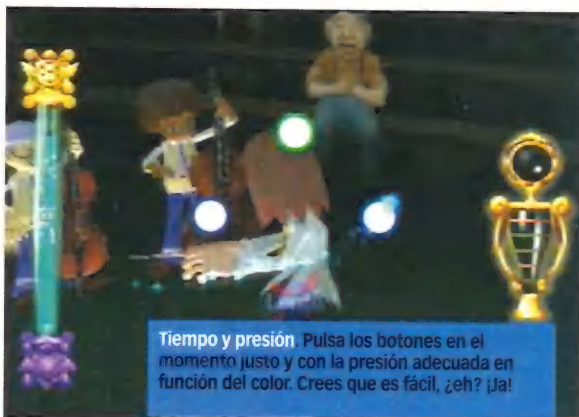 Tiempo y presión. Pulsa los botones en el
momento justo y con la presión adecuada en
función del color. Crees que es fácil, ¿eh? ¡Ja!